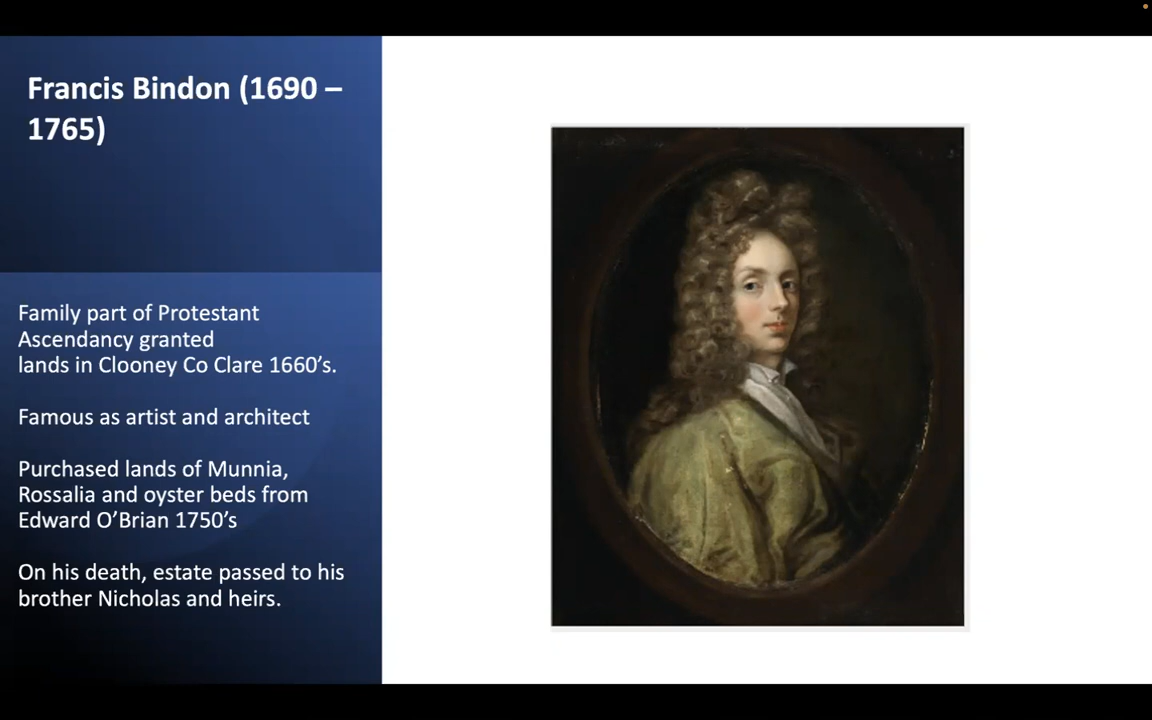 Francis Bindon (1690 –
1765)
Family part of Protestant
Ascendancy granted
lands in Clooney Co Clare 1660’s.
Famous as artist and architect
Purchased lands of Munnia,
Rossalia and oyster beds from
Edward O’Brian 1750’s
On his death, estate passed to his
brother Nicholas and heirs.